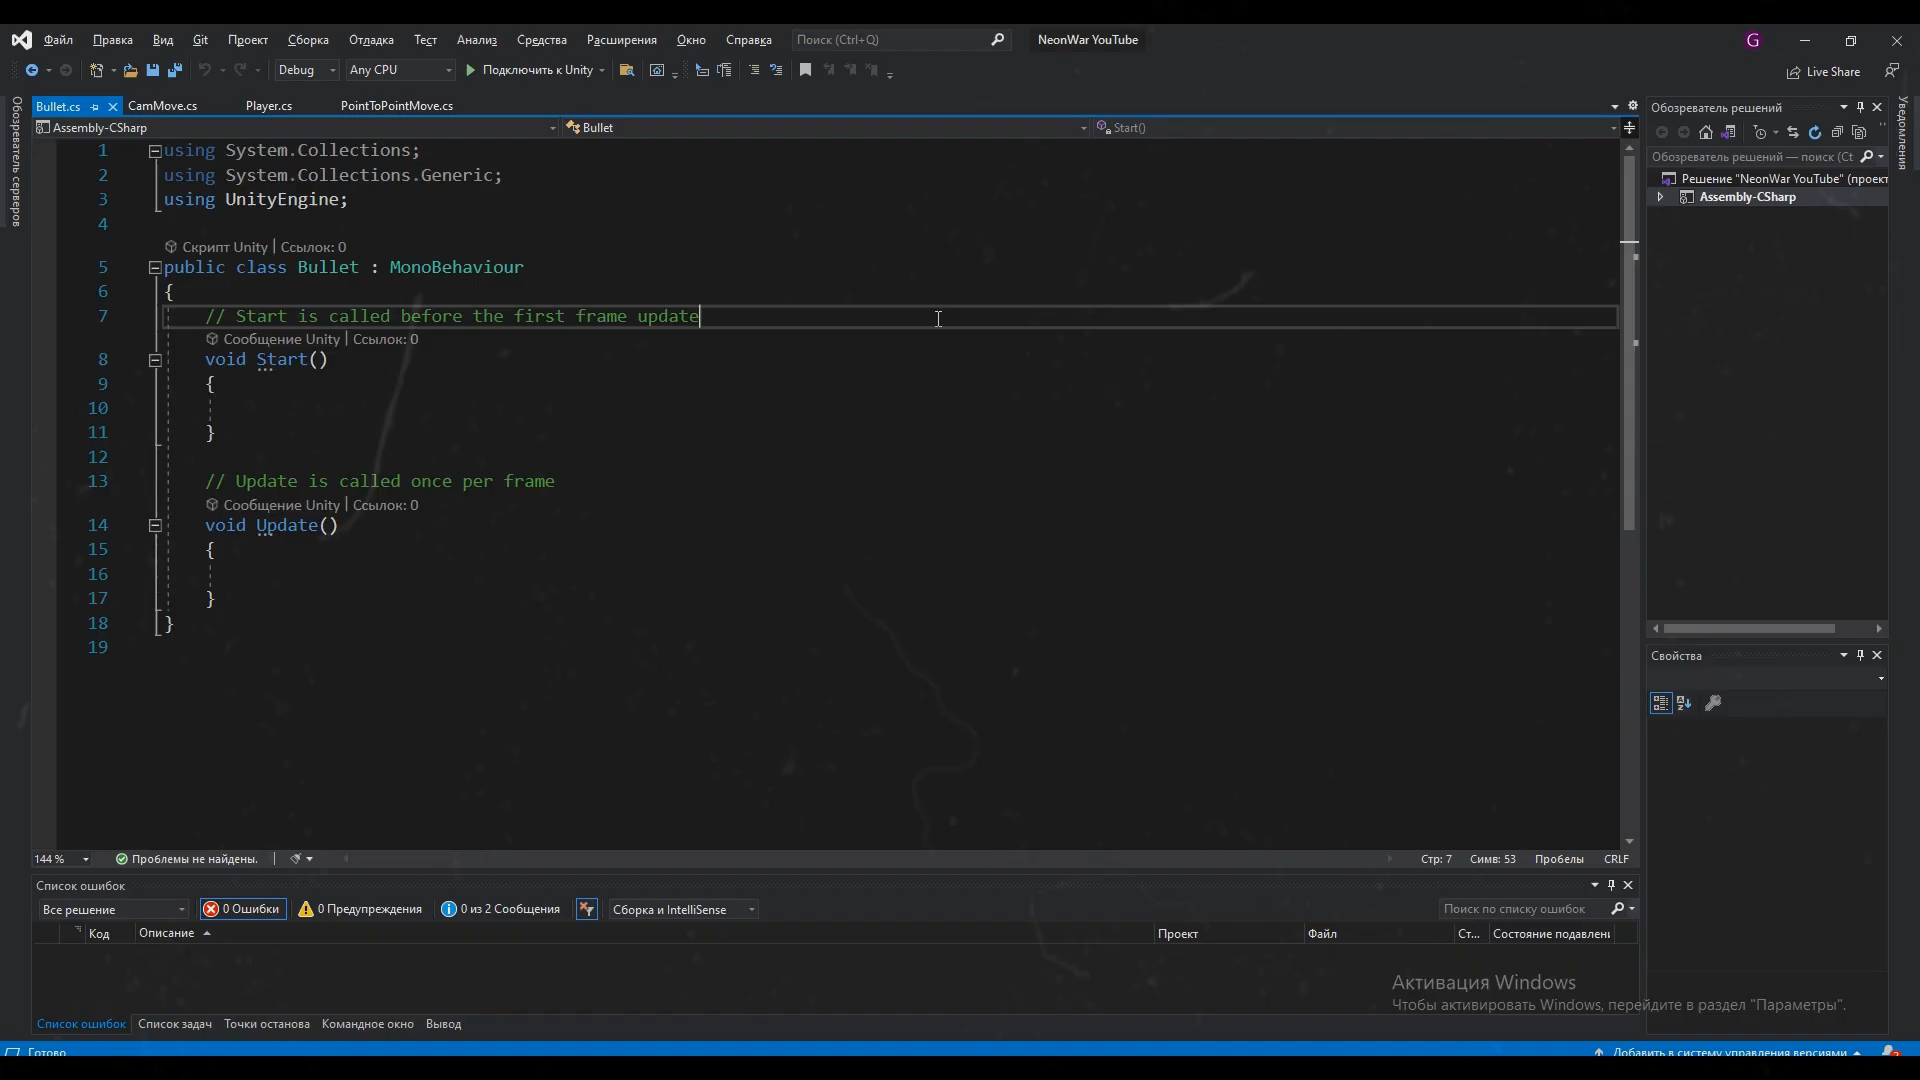 Файл Правка Вид Git Проект Сборка Отладка Тест Анализ Средства Расширения Окно Справка Поиск (Ctrl+Q) NeonWar YouTube G
Debug Any CPU Подключить к Unity Live Share
Обозреватель серверов
Уведомления
Bullet.cs CamMove.cs Player.cs PointToPointMove.cs
Assembly-CSharp Bullet Start()
1 using System.Collections;
2 using System.Collections.Generic;
3 using UnityEngine;
4
Скрипт Unity | Ссылок: 0
5 public class Bullet : MonoBehaviour
6 {
7 // Start is called before the first frame update
Сообщение Unity | Ссылок: 0
8 void Start()
9 {
10
11 }
12
13 // Update is called once per frame
Сообщение Unity | Ссылок: 0
14 void Update()
15 {
16
17 }
18 }
19
144 % Проблемы не найдены. Стр: 7 Симв: 53 Пробелы CRLF
Обозреватель решений
Обозреватель решений — поиск (Ct
Решение "NeonWar YouTube" (проект
Assembly-CSharp
Свойства
Список ошибок
Все решение 0 Ошибки 0 Предупреждения 0 из 2 Сообщения Сборка и IntelliSense Поиск по списку ошибок
Код Описание Проект Файл Ст... Состояние подавлени
Активация Windows
Чтобы активировать Windows, перейдите в раздел "Параметры".
Список ошибок Список задач Точки останова Командное окно Вывод
Готово Добавить в систему управления версиями